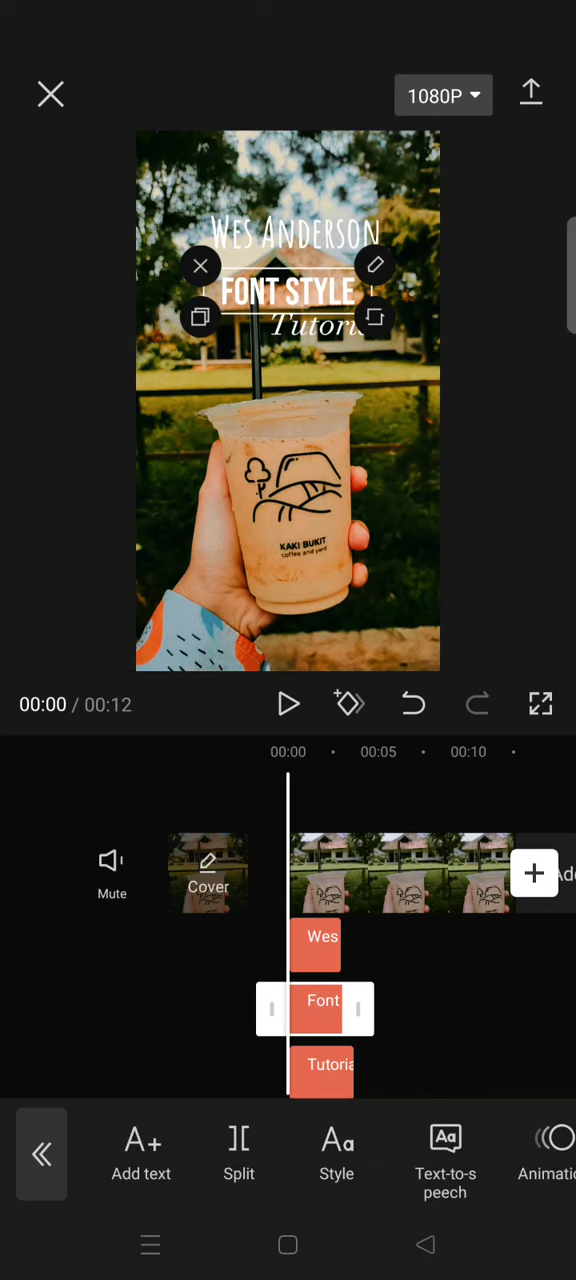 1080P
Wes Anderson
FONT STYLE
Tutori
KAKI BUKIT
coffee and yard
00:00 / 00:12
00:00
00:05
00:10
Mute
Cover
Ad
Wes
Font
Tutoria
Add text
Split
Style
Text-to-s
peech
Animatio